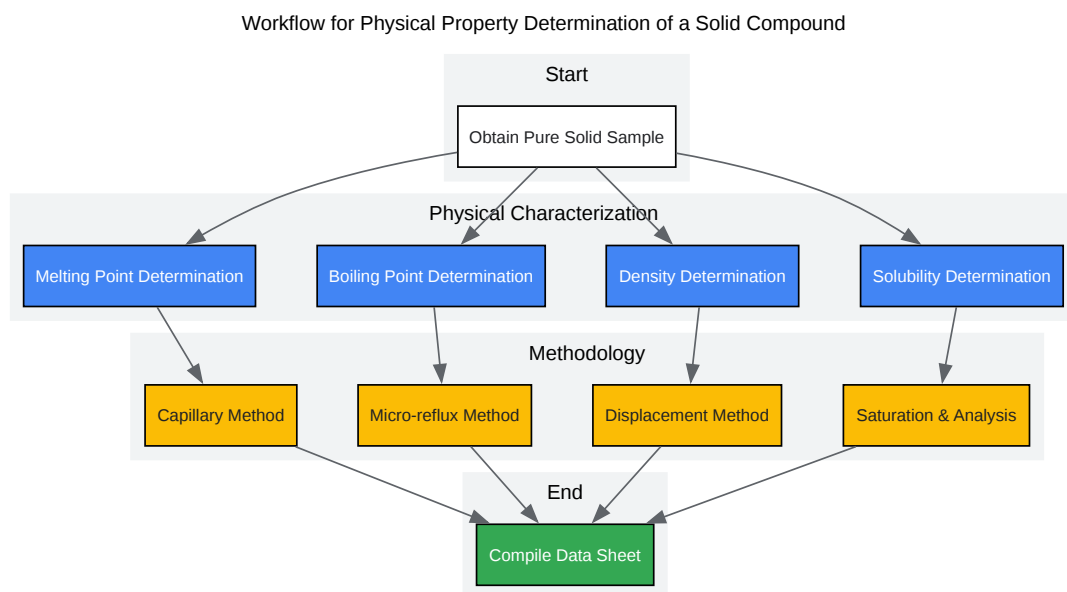 Workflow for Physical Property Determination of a Solid Compound
Start
Obtain Pure Solid Sample
Physical Characterization
Melting Point Determination
Boiling Point Determination
Density Determination
Solubility Determination
Methodology
Capillary Method
Micro-reflux Method
Displacement Method
Saturation & Analysis
End
Compile Data Sheet